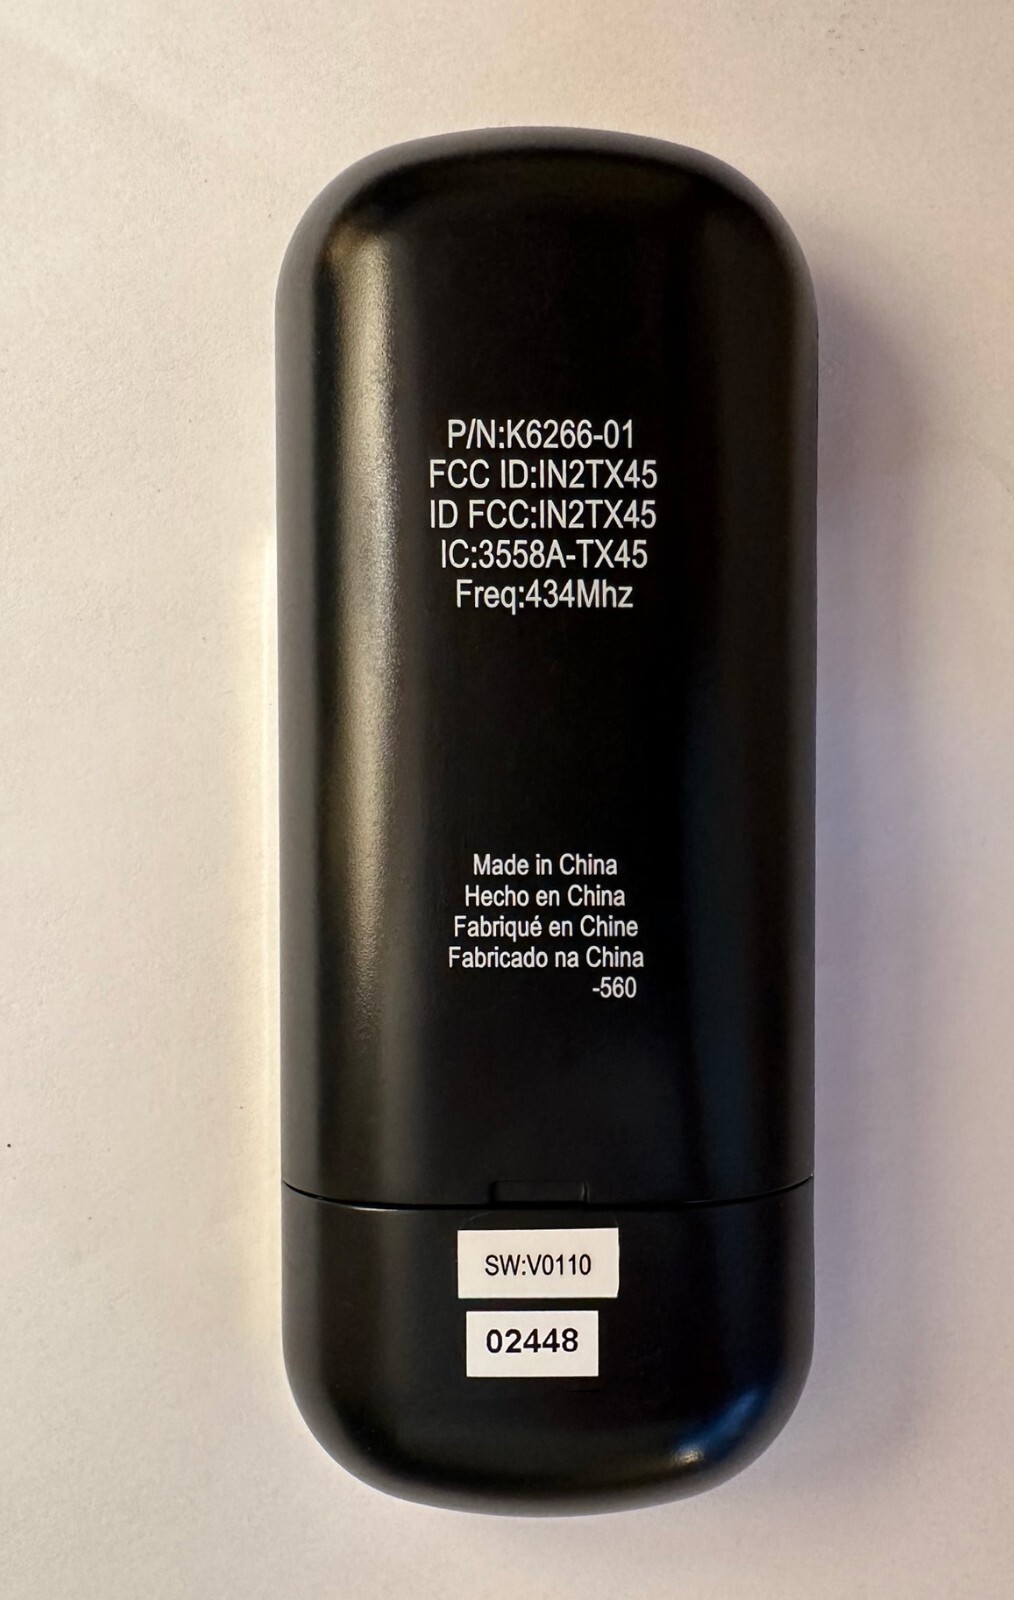 P/N:K6266-01
FCC ID:IN2TX45
ID FCC:IN2TX45
IC:3558A-TX45
Freq:434Mhz
Made in China
Hecho en China
Fabriqué en Chine
Fabricado na China
-560
SW:V0110
02448